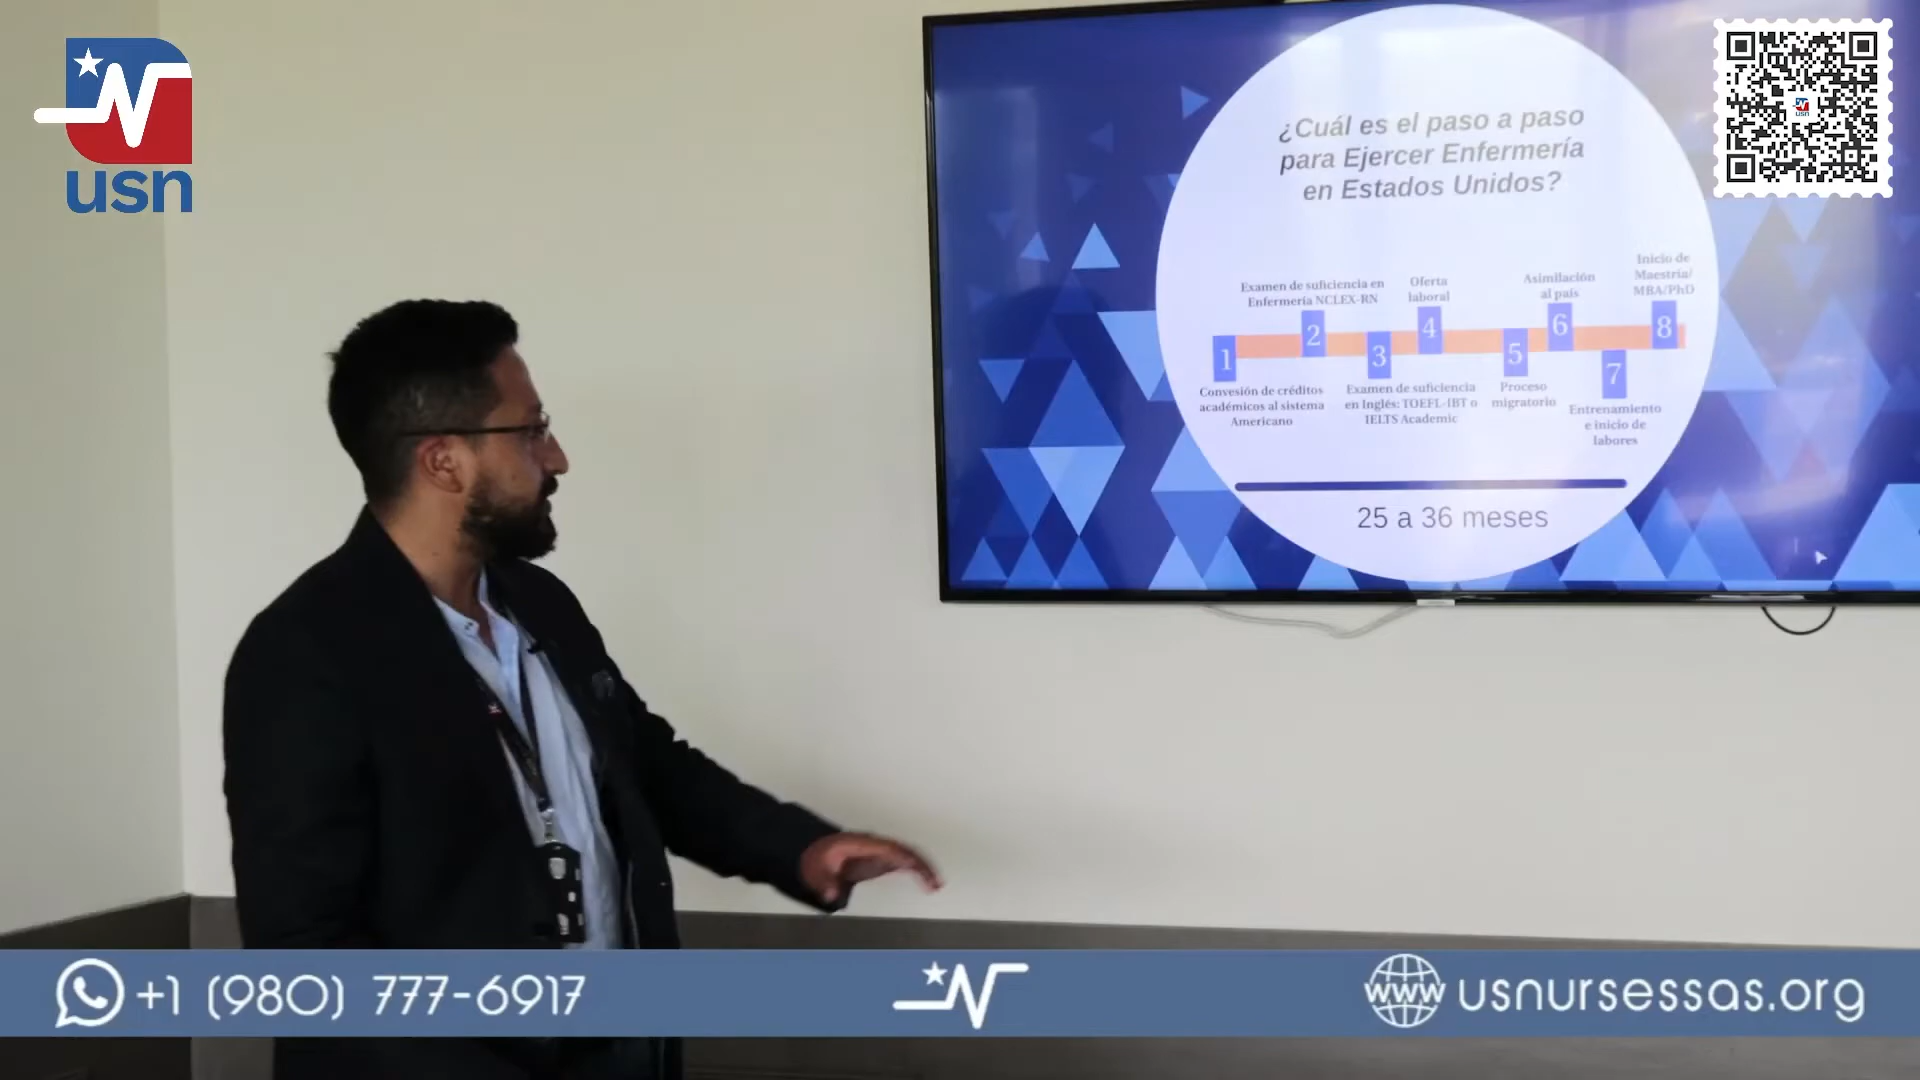 usn
¿Cuál es el paso a paso
para Ejercer Enfermería
en Estados Unidos?
Examen de suficiencia en
Enfermería NCLEX-RN
Oferta
laboral
Asimilación
al país
Inicio de
Maestría/
MBA/PhD
1
2
3
4
5
6
7
8
Convesión de créditos
académicos al sistema
Americano
Examen de suficiencia
en Inglés: TOEFL-IBT o
IELTS Academic
Proceso
migratorio
Entrenamiento
e inicio de
labores
25 a 36 meses
+1 (980) 777-6917
www usnursessas.org